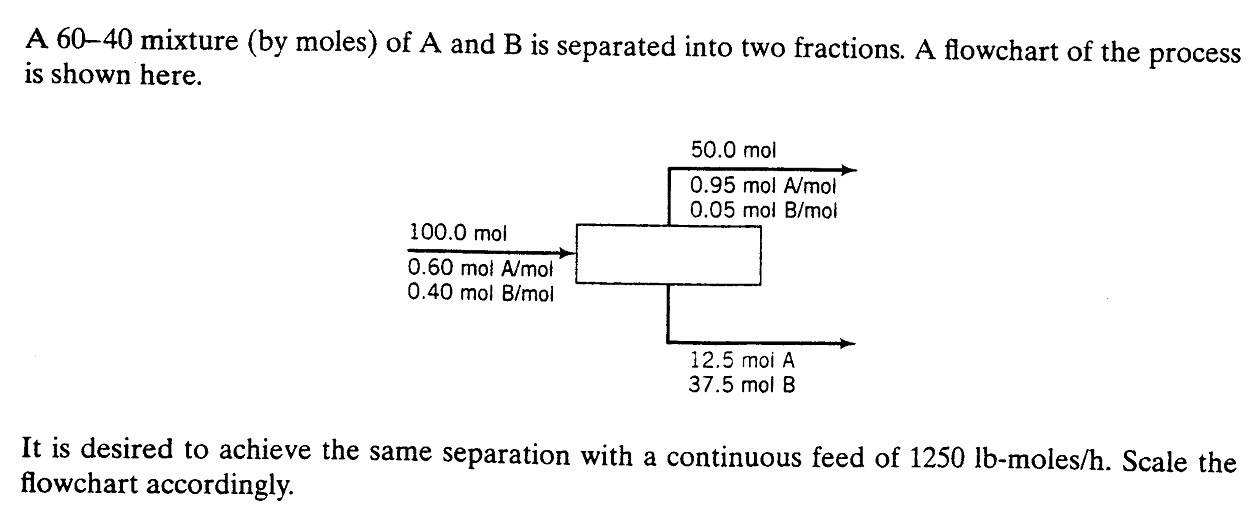 A 60–40 mixture (by moles) of A and B is separated into two fractions. A flowchart of the process
is shown here.
50.0 mol
0.95 mol A/mol
0.05 mol B/mol
100.0 mol
0.60 mol A/mol
0.40 mol B/mol
12.5 mol A
37.5 mol B
It is desired to achieve the same separation with a continuous feed of 1250 lb-moles/h. Scale the
flowchart accordingly.